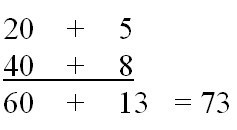 20 + 5
40 + 8
60 + 13 = 73